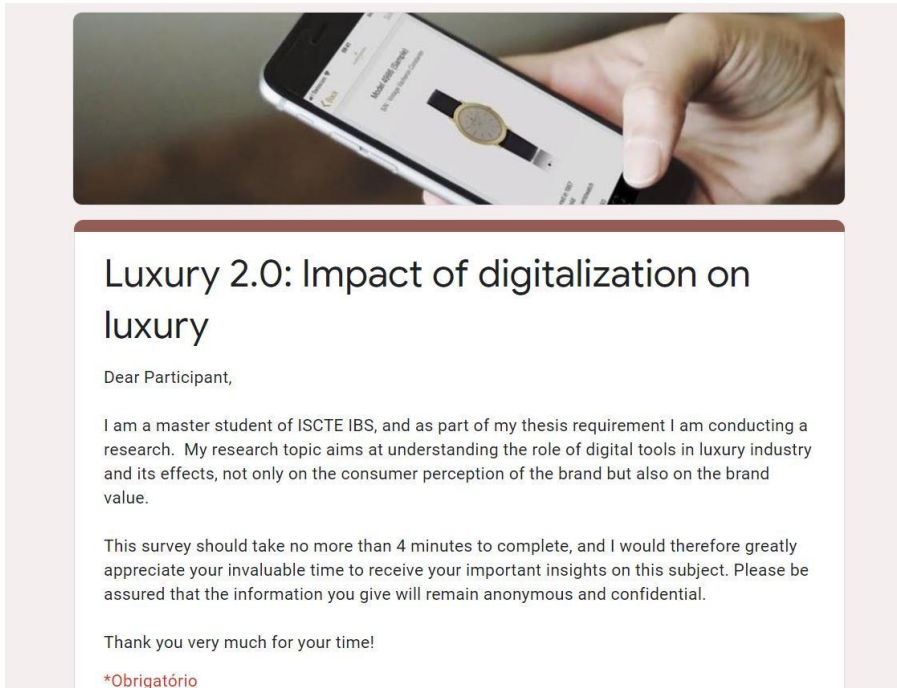 Back
Model 4986 (Sample)
Luxury 2.0: Impact of digitalization on
luxury
Dear Participant,
I am a master student of ISCTE IBS, and as part of my thesis requirement I am conducting a
research.  My research topic aims at understanding the role of digital tools in luxury industry
and its effects, not only on the consumer perception of the brand but also on the brand
value.
This survey should take no more than 4 minutes to complete, and I would therefore greatly
appreciate your invaluable time to receive your important insights on this subject. Please be
assured that the information you give will remain anonymous and confidential.
Thank you very much for your time!
*Obrigatório